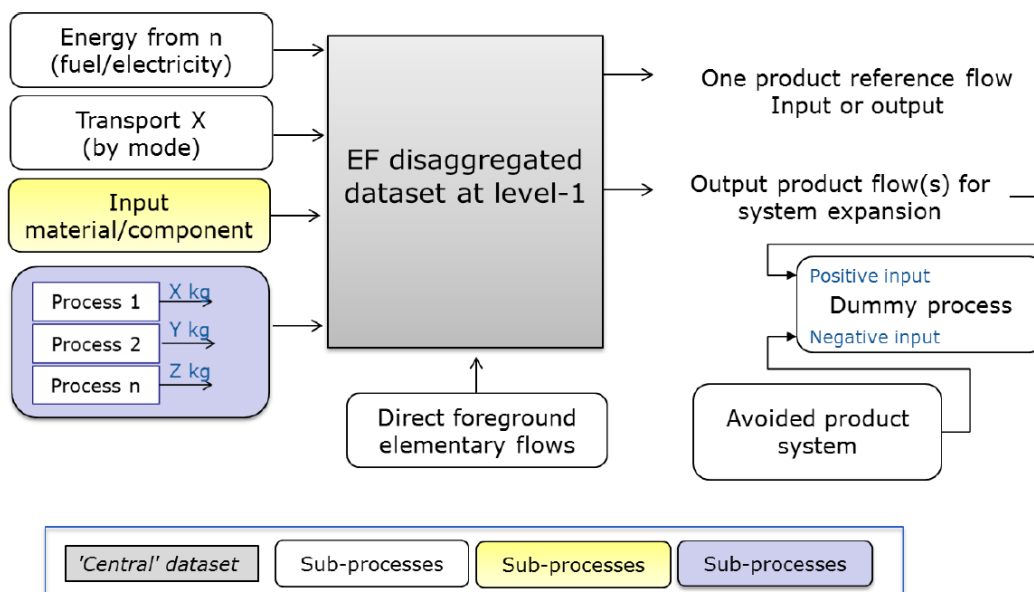 Energy from n
(fuel/electricity)
Transport X
(by mode)
Input
material/component
Process 1
X kg
Process 2
Y kg
Process n
Z kg
EF disaggregated
dataset at level-1
Direct foreground
elementary flows
One product reference flow
Input or output
Output product flow(s) for
system expansion
Positive input
Dummy process
Negative input
Avoided product
system
'Central' dataset
Sub-processes
Sub-processes
Sub-processes